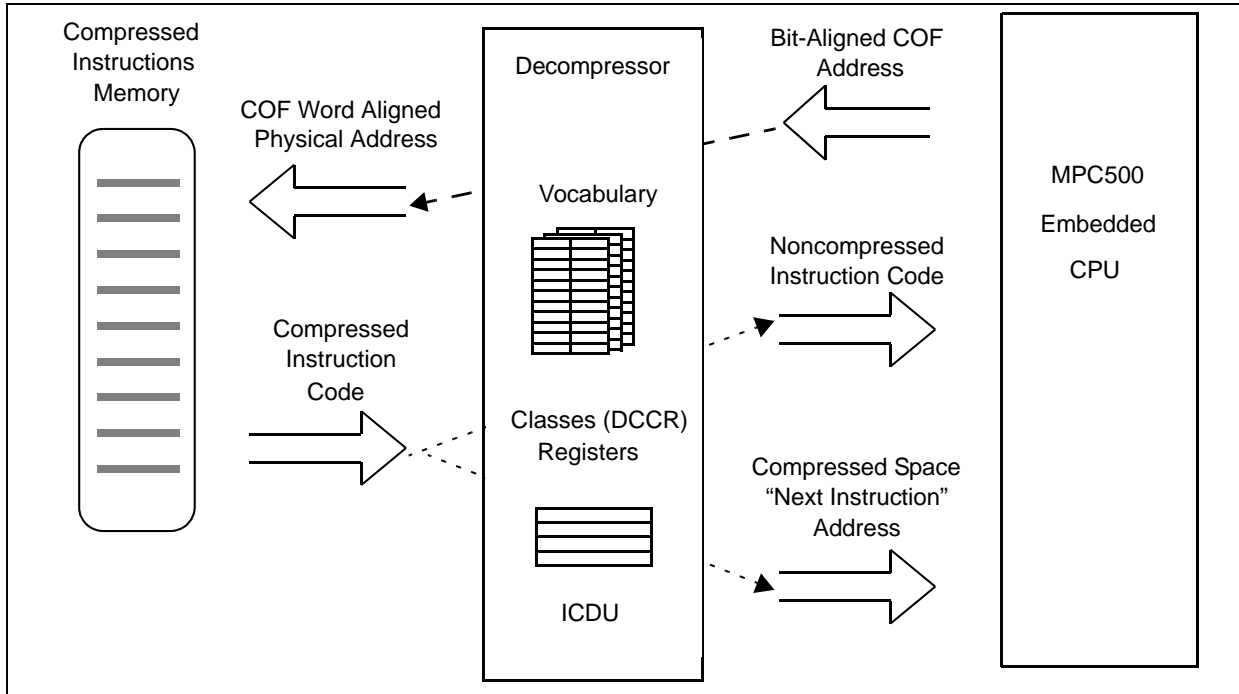 Compressed
Instructions
Memory
COF Word Aligned
Physical Address
Compressed
Instruction
Code
Decompressor
Vocabulary
Classes (DCCR)
Registers
ICDU
Bit-Aligned COF
Address
Noncompressed
Instruction Code
Compressed Space
“Next Instruction”
Address
MPC500
Embedded
CPU